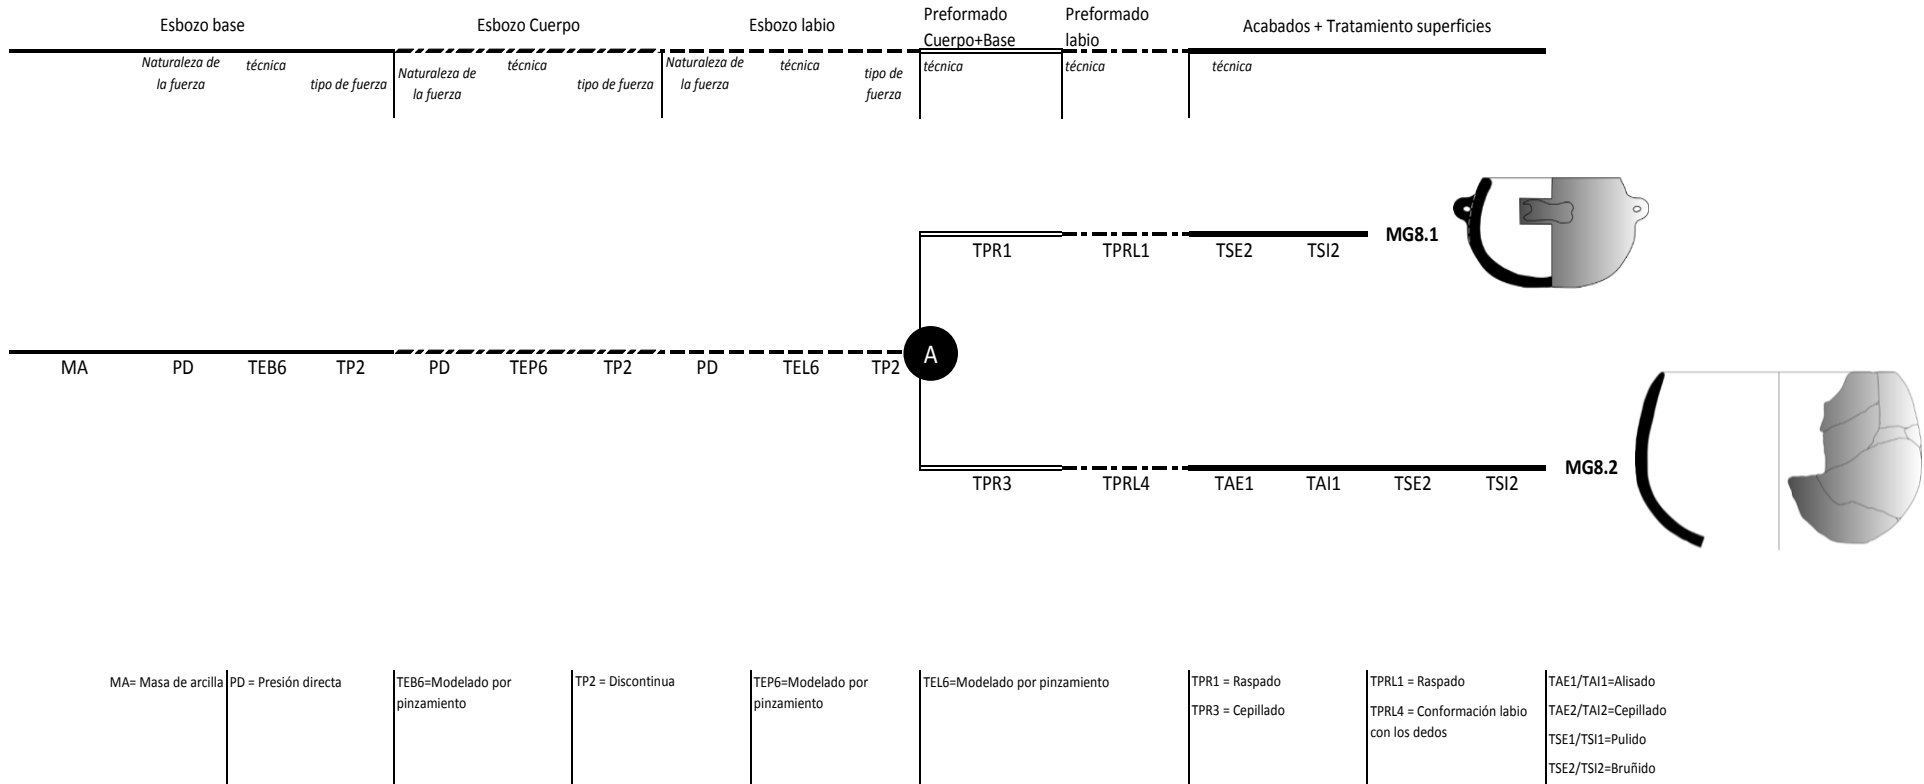 Esbozo base
Esbozo Cuerpo
Esbozo labio
Preformado
Cuerpo+Base
Preformado
labio
Acabados + Tratamiento superficies
Naturaleza de
la fuerza
técnica
tipo de fuerza
Naturaleza de
la fuerza
técnica
tipo de fuerza
Naturaleza de
la fuerza
técnica
tipo de
fuerza
técnica
técnica
técnica
TPR1
TPRL1
TSE2
TSI2
MG8.1
MA
PD
TEB6
TP2
PD
TEP6
TP2
PD
TEL6
TP2
A
TPR3
TPRL4
TAE1
TAI1
TSE2
TSI2
MG8.2
MA= Masa de arcilla
PD = Presión directa
TEB6=Modelado por
pinzamiento
TP2 = Discontinua
TEP6=Modelado por
pinzamiento
TEL6=Modelado por pinzamiento
TPR1 = Raspado
TPR3 = Cepillado
TPRL1 = Raspado
TPRL4 = Conformación labio
con los dedos
TAE1/TAI1=Alisado
TAE2/TAI2=Cepillado
TSE1/TSI1=Pulido
TSE2/TSI2=Bruñido